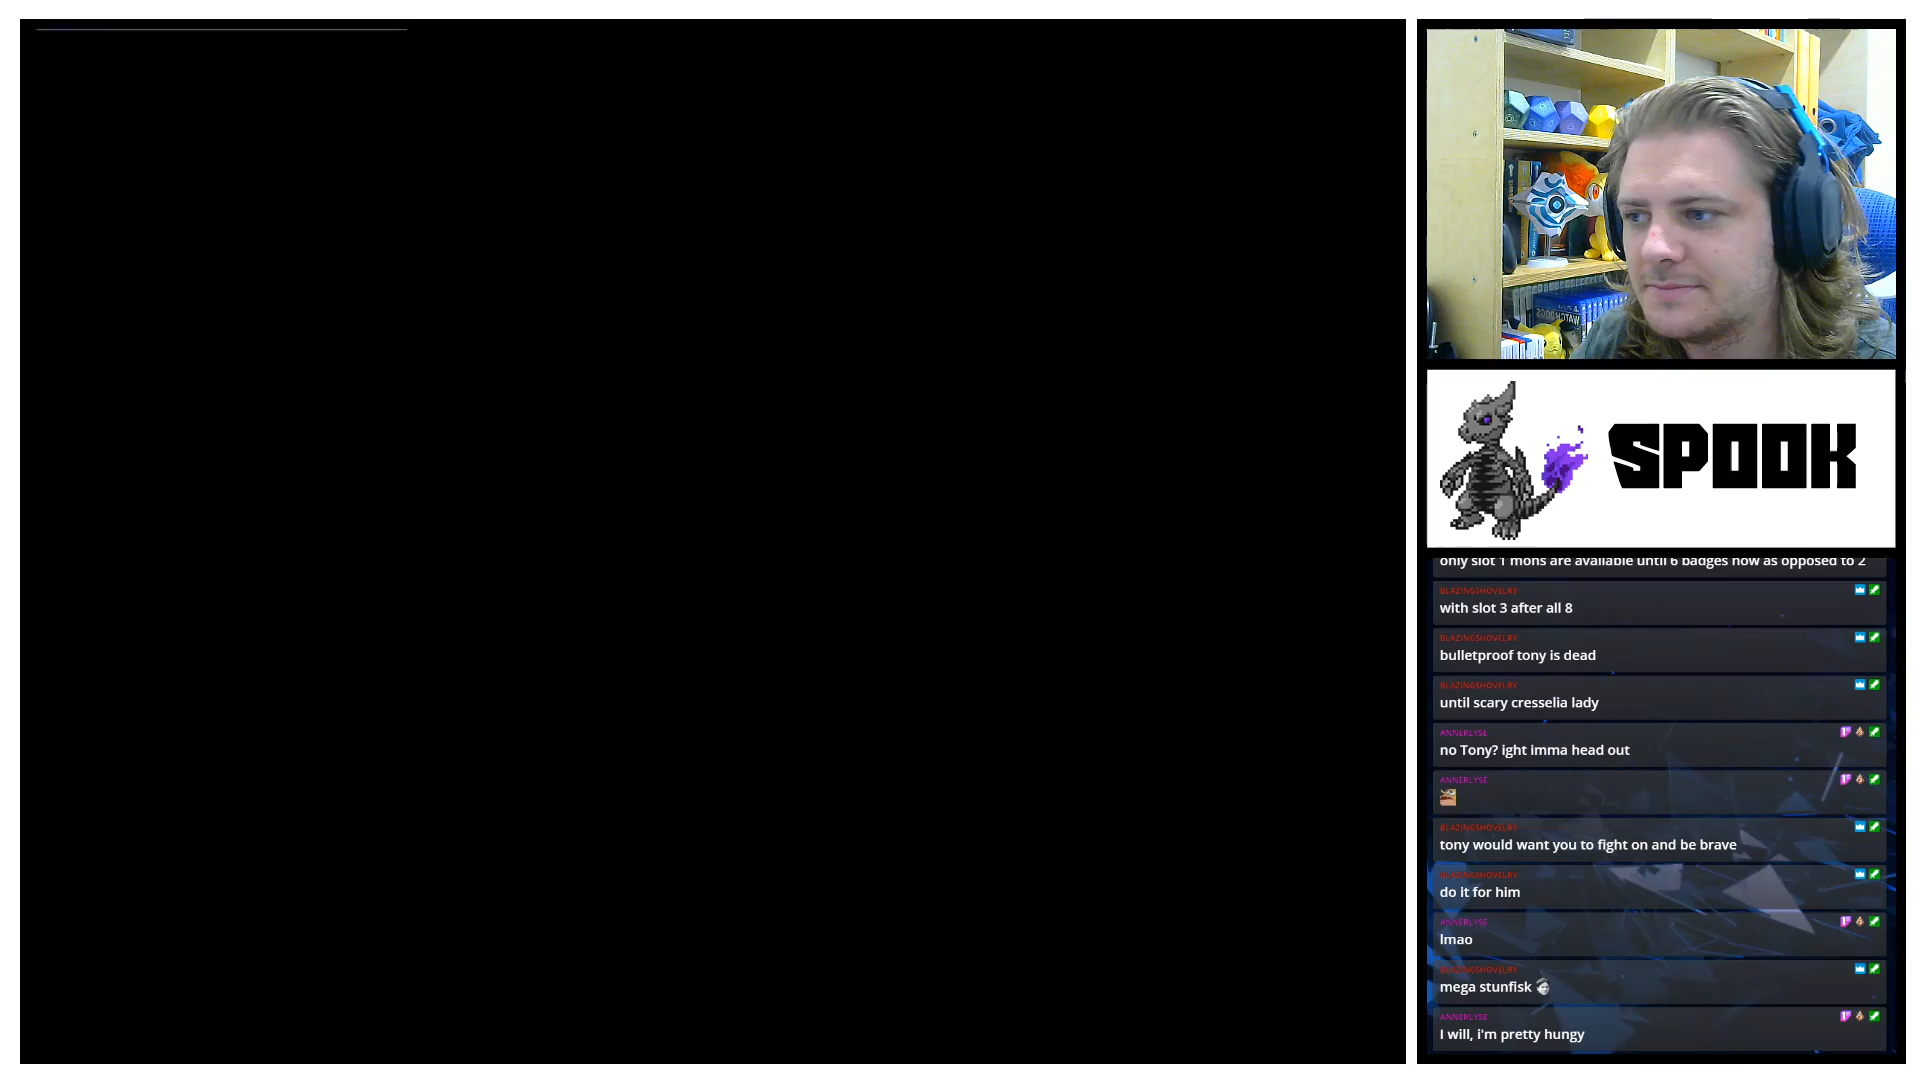 WATCHDOGS
SPOOK
only slot 1 mons are available until 6 badges now as opposed to 2
BLAZINGSHOVELRY
with slot 3 after all 8
BLAZINGSHOVELRY
bulletproof tony is dead
BLAZINGSHOVELRY
until scary cresselia lady
ANNERLYSE
no Tony? ight imma head out
ANNERLYSE
BLAZINGSHOVELRY
tony would want you to fight on and be brave
BLAZINGSHOVELRY
do it for him
ANNERLYSE
lmao
BLAZINGSHOVELRY
mega stunfisk
ANNERLYSE
I will, i'm pretty hungy